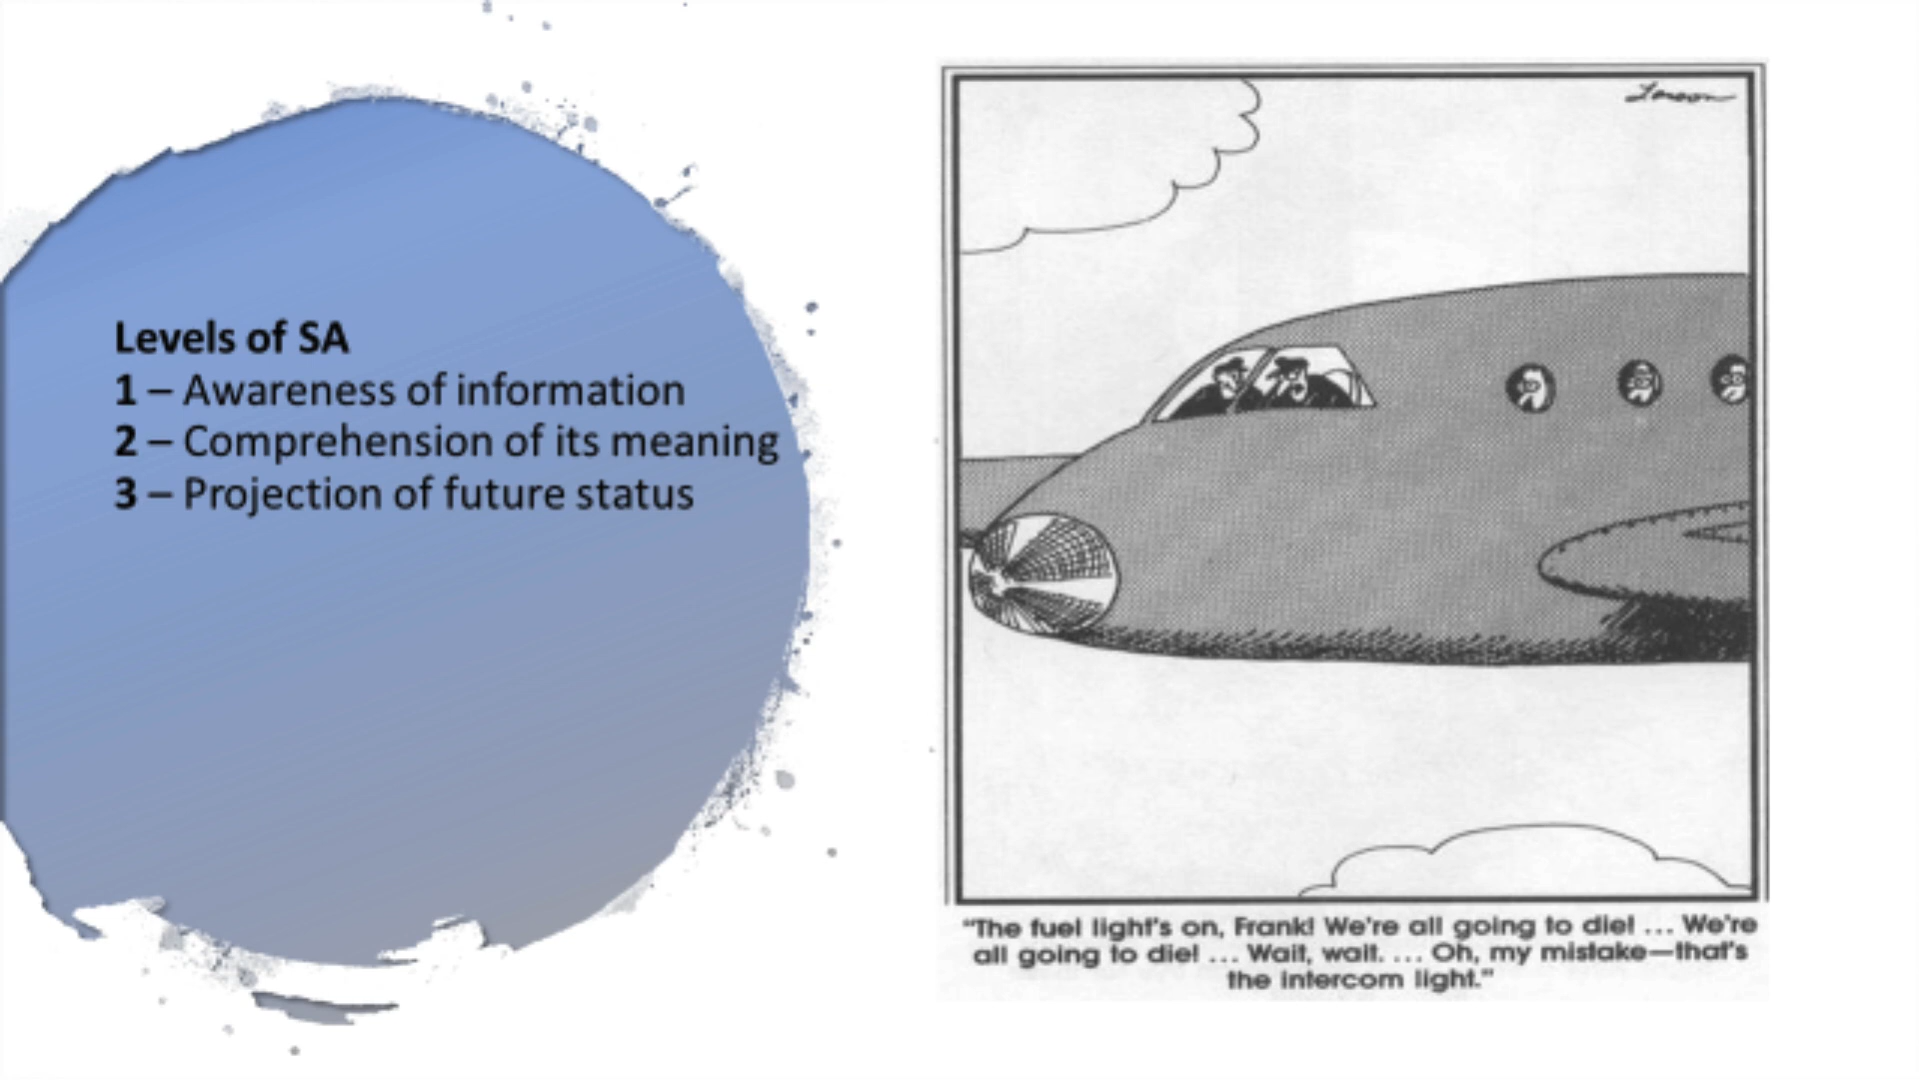 Levels of SA
1 – Awareness of information
2 – Comprehension of its meaning
3 – Projection of future status
Larson
"The fuel light's on, Frank! We're all going to die! ... We're
all going to die! ... Wait, wait. ... Oh, my mistake—that's
the intercom light."